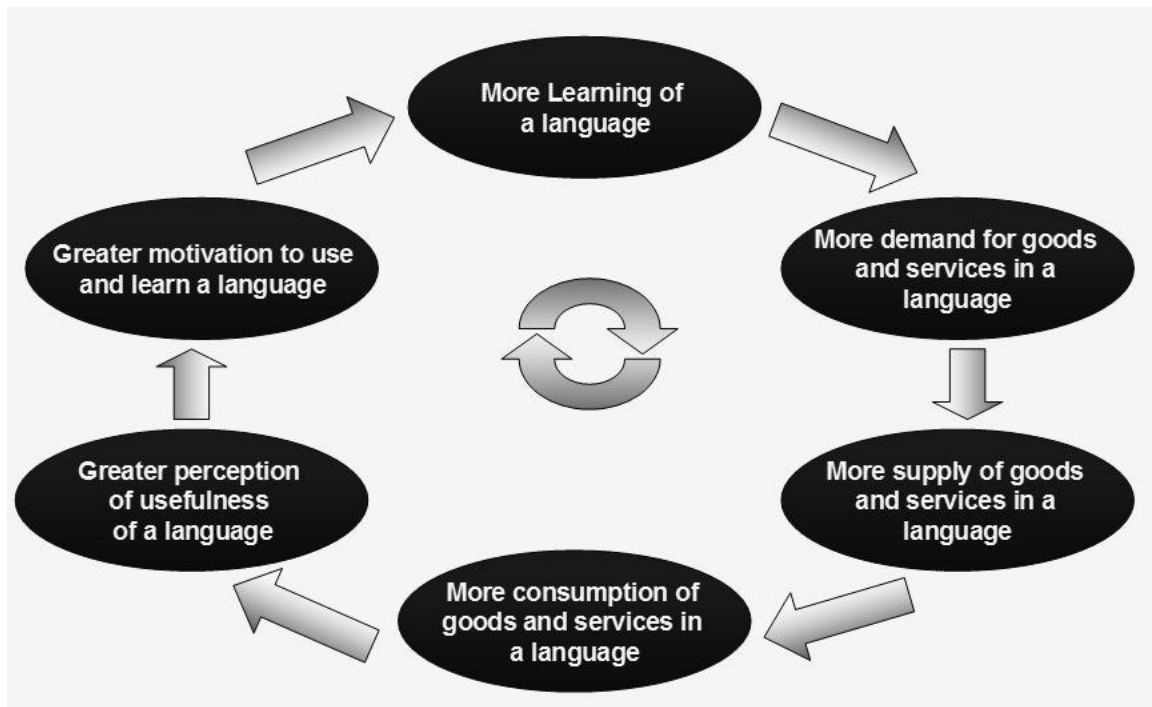 More Learning of
a language
More demand for goods
and services in a
language
More supply of goods
and services in a
language
More consumption of
goods and services in
a language
Greater perception
of usefulness
of a language
Greater motivation to use
and learn a language